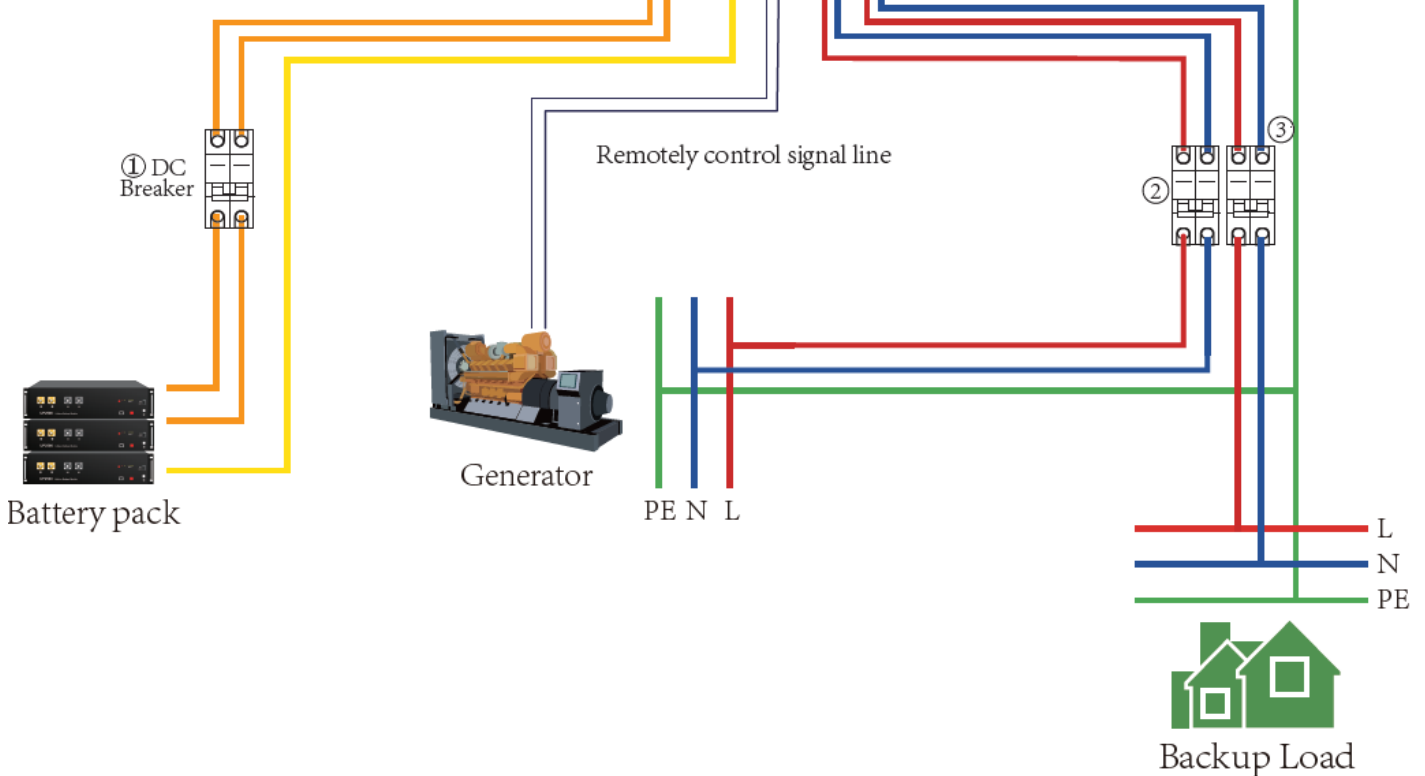 ③
① DC
Breaker
Remotely control signal line
②
Generator
Battery pack
PE N L
L
N
PE
Backup Load